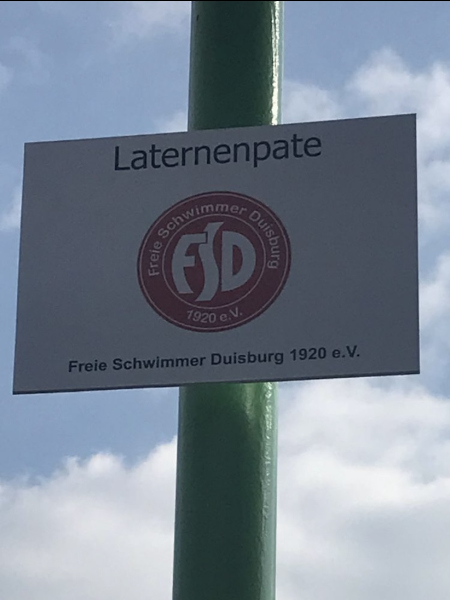 Laternenpate
Freie Schwimmer Duisburg
FSD
1920 e.V.
Freie Schwimmer Duisburg 1920 e.V.